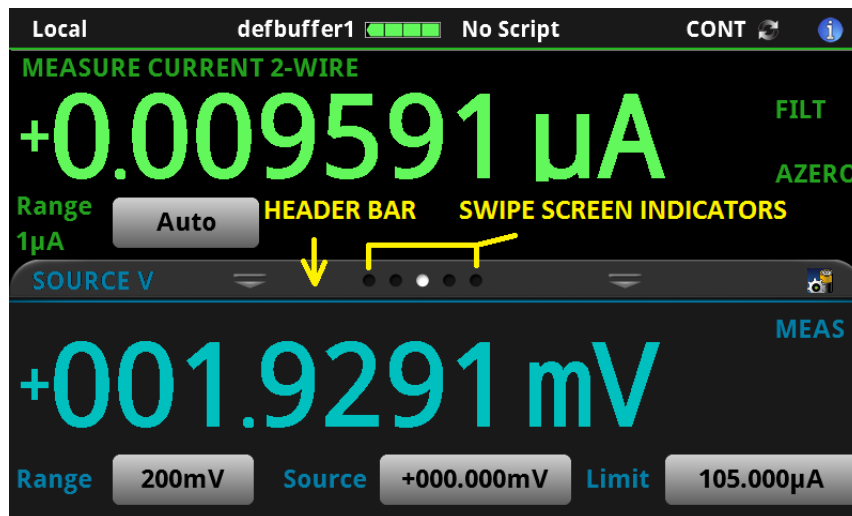 Local defbuffer1 No Script CONT i
MEASURE CURRENT 2-WIRE
+0.009591 µA
FILT
AZERO
Range Auto
1µA
HEADER BAR SWIPE SCREEN INDICATORS
SOURCE V
MEAS
+001.9291 mV
Range 200mV Source +000.000mV Limit 105.000µA